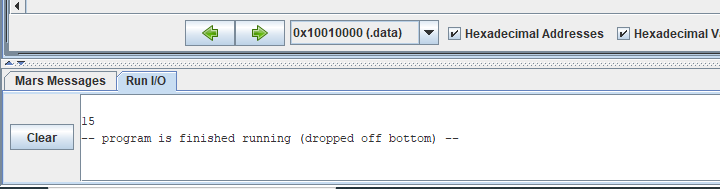 0x10010000 (.data)
Hexadecimal Addresses
Hexadecimal V
Mars Messages
Run I/O
Clear
15
-- program is finished running (dropped off bottom) --